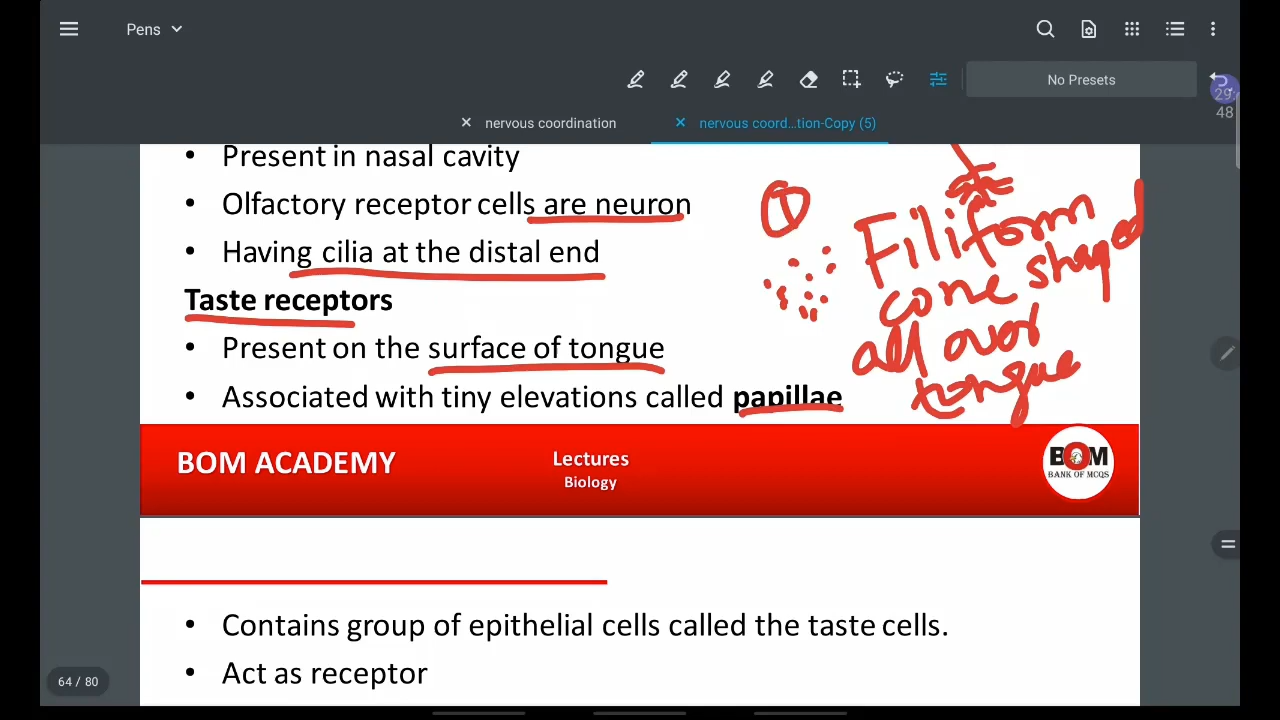 Pens
No Presets
29:
48
nervous coordination
nervous coord...tion-Copy (5)
• Present in nasal cavity
• Olfactory receptor cells are neuron
• Having cilia at the distal end
Taste receptors
• Present on the surface of tongue
• Associated with tiny elevations called papillae
①
Filiform
cone shaped
all over
tongue
BOM ACADEMY
Lectures
Biology
BOM
BANK OF MCQS
• Contains group of epithelial cells called the taste cells.
• Act as receptor
64 / 80